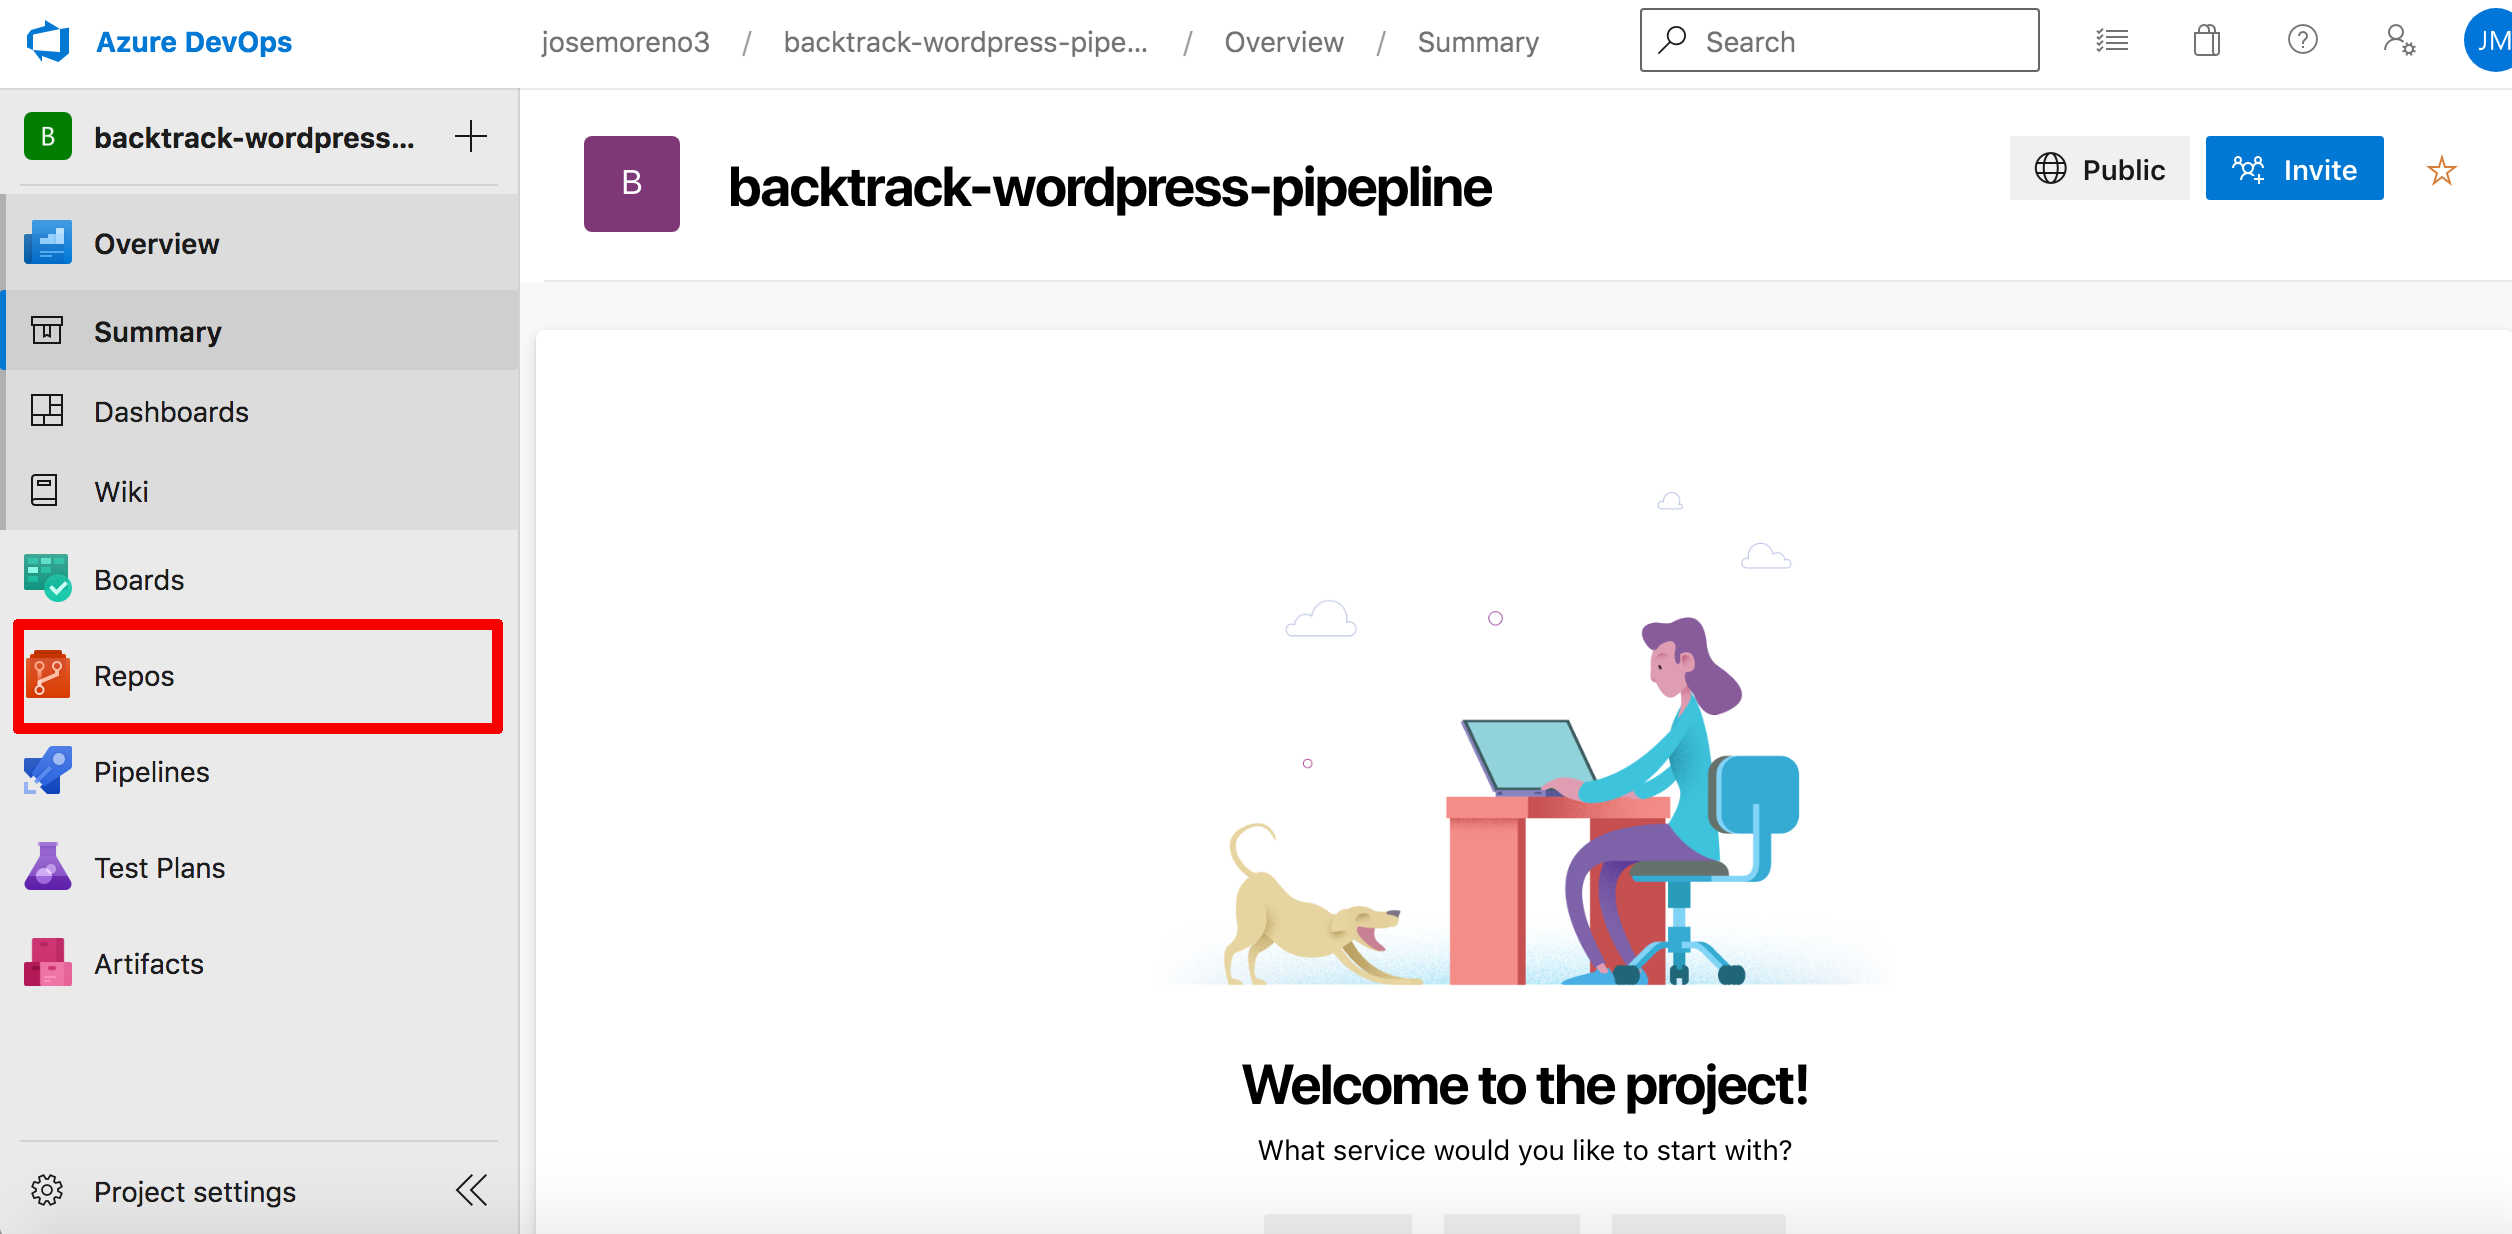 Azure DevOps
josemoreno3 / backtrack-wordpress-pipe... / Overview / Summary
Search
JM
B backtrack-wordpress...
Overview
Summary
Dashboards
Wiki
Boards
Repos
Pipelines
Test Plans
Artifacts
Project settings
B
backtrack-wordpress-pipepline
Public
Invite
Welcome to the project!
What service would you like to start with?